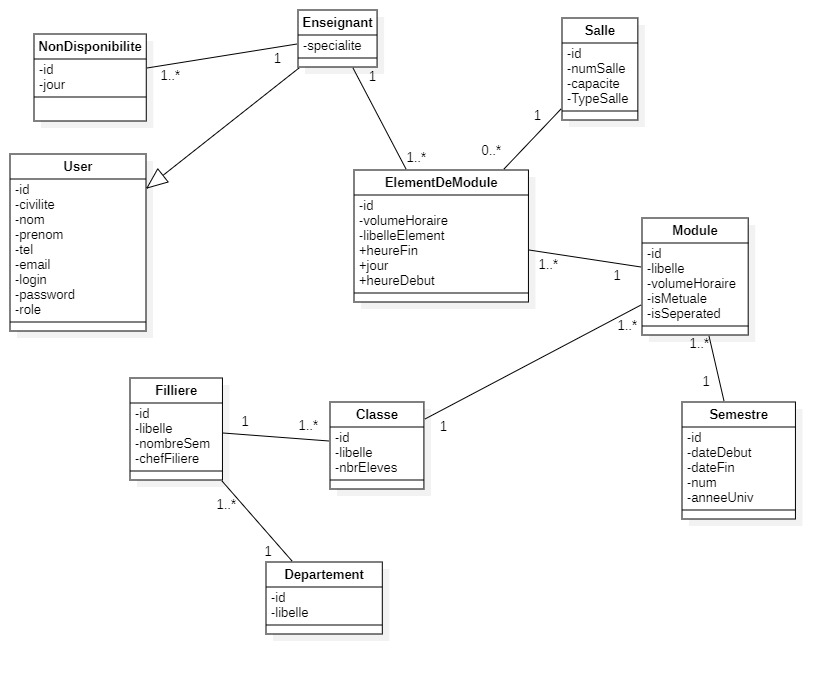 Enseignant
-specialite
NonDisponibilite
-id
-jour
1
1..*
1
1..*
Salle
-id
-numSalle
-capacite
-TypeSalle
1
0..*
User
-id
-civilite
-nom
-prenom
-tel
-email
-login
-password
-role
ElementDeModule
-id
-volumeHoraire
-libelleElement
+heureFin
+jour
+heureDebut
1..*
1
Module
-id
-libelle
-volumeHoraire
-isMetuale
-isSeperated
1..*
1..*
1
1
Filliere
-id
-libelle
-nombreSem
-chefFiliere
1
1..*
Classe
-id
-libelle
-nbrEleves
Semestre
-id
-dateDebut
-dateFin
-num
-anneeUniv
1..*
1
Departement
-id
-libelle